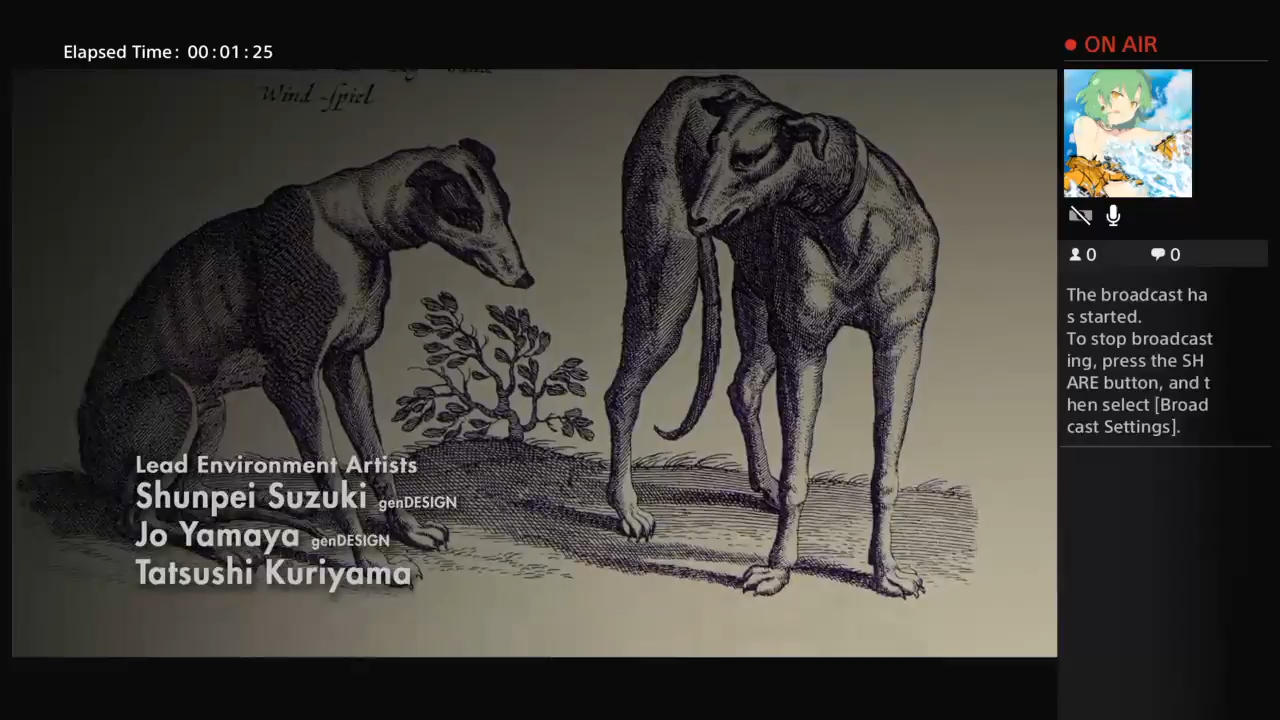 Elapsed Time: 00:01:25
ON AIR
Wind-spiel
0 0
The broadcast ha
s started.
To stop broadcast
ing, press the SH
ARE button, and t
hen select [Broad
cast Settings].
Lead Environment Artists
Shunpei Suzuki genDESIGN
Jo Yamaya genDESIGN
Tatsushi Kuriyama